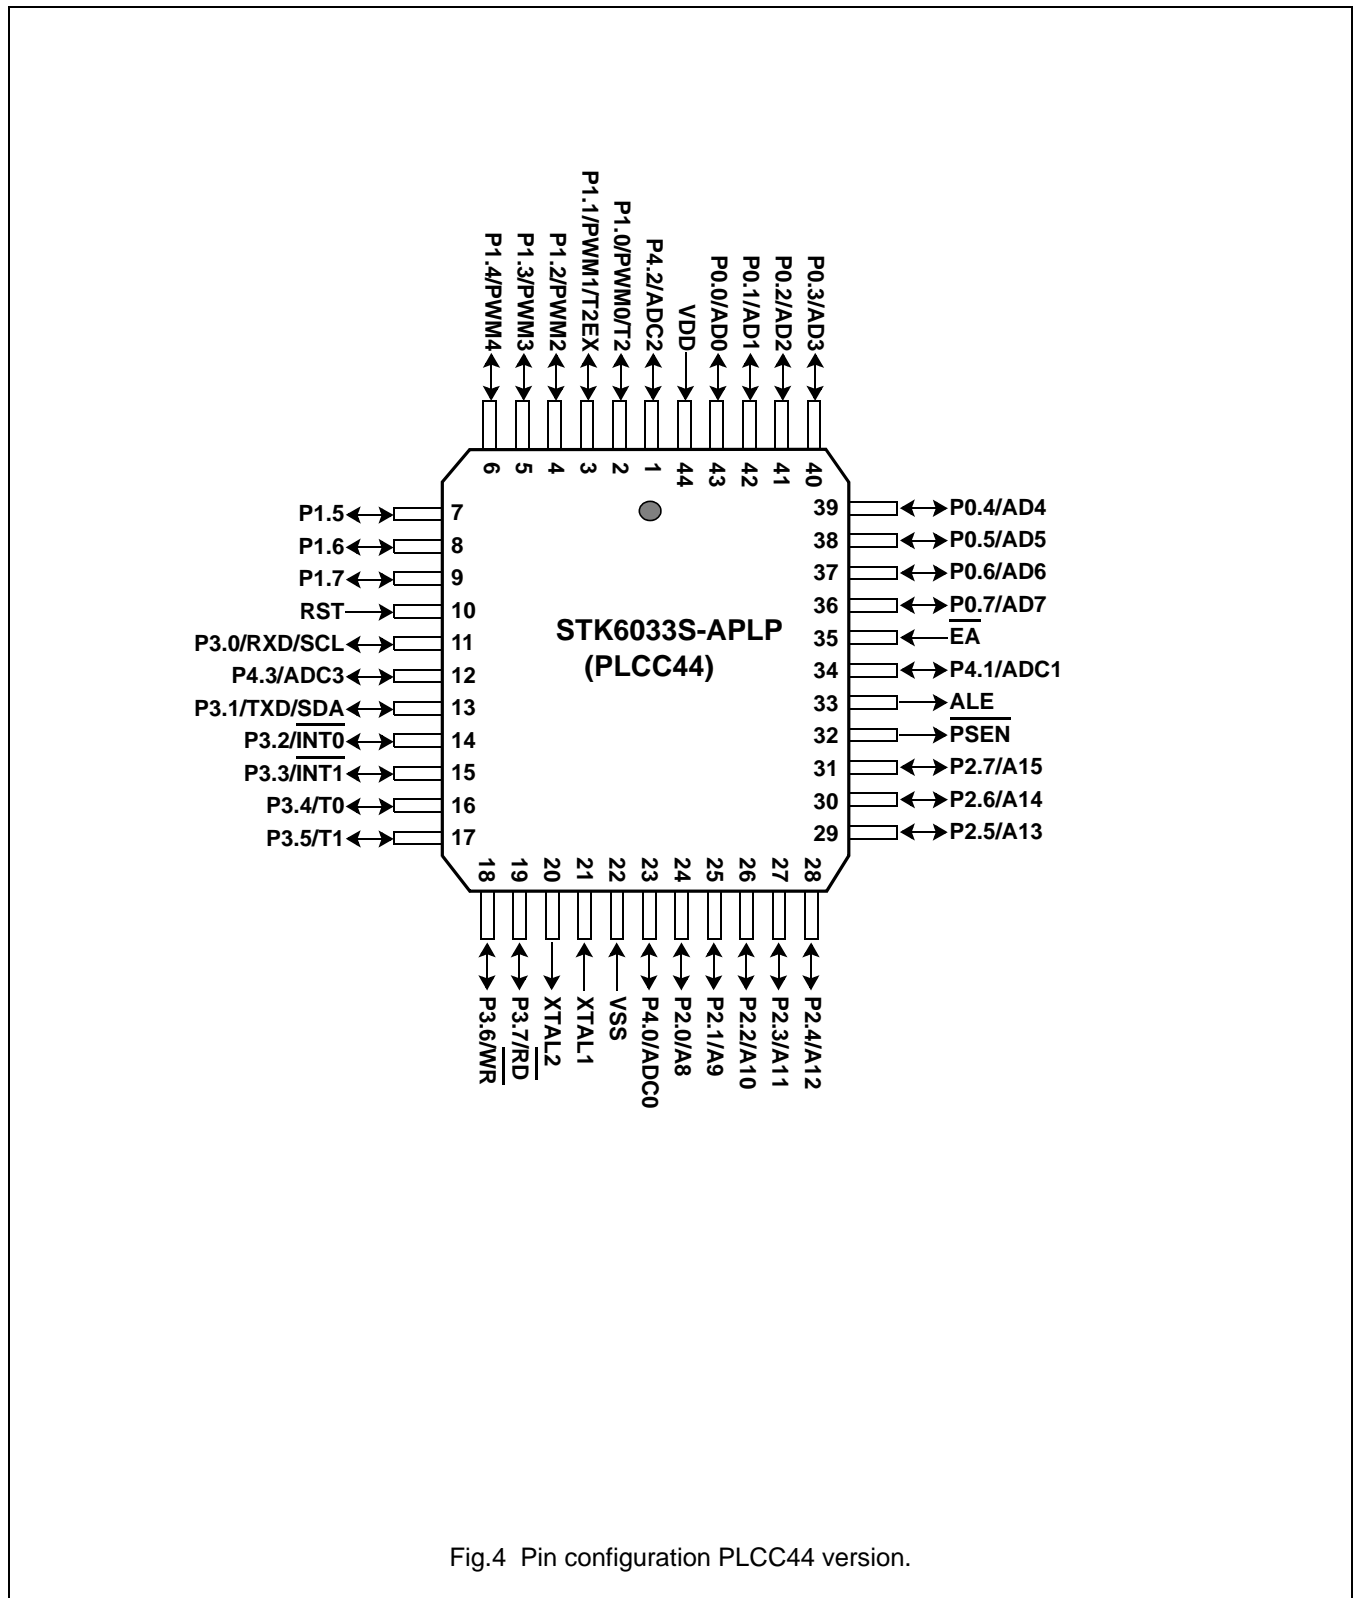 P1.4/PWM4
P1.3/PWM3
P1.2/PWM2
P1.1/PWM1/T2EX
P1.0/PWM0/T2
P4.2/ADC2
VDD
P0.0/AD0
P0.1/AD1
P0.2/AD2
P0.3/AD3
6 5 4 3 2 1 44 43 42 41 40
P1.5 7
P1.6 8
P1.7 9
RST 10
P3.0/RXD/SCL 11
P4.3/ADC3 12
P3.1/TXD/SDA 13
P3.2/INT0 14
P3.3/INT1 15
P3.4/T0 16
P3.5/T1 17
STK6033S-APLP
(PLCC44)
39 P0.4/AD4
38 P0.5/AD5
37 P0.6/AD6
36 P0.7/AD7
35 EA
34 P4.1/ADC1
33 ALE
32 PSEN
31 P2.7/A15
30 P2.6/A14
29 P2.5/A13
18 19 20 21 22 23 24 25 26 27 28
P3.6/WR
P3.7/RD
XTAL2
XTAL1
VSS
P4.0/ADC0
P2.0/A8
P2.1/A9
P2.2/A10
P2.3/A11
P2.4/A12
Fig.4 Pin configuration PLCC44 version.